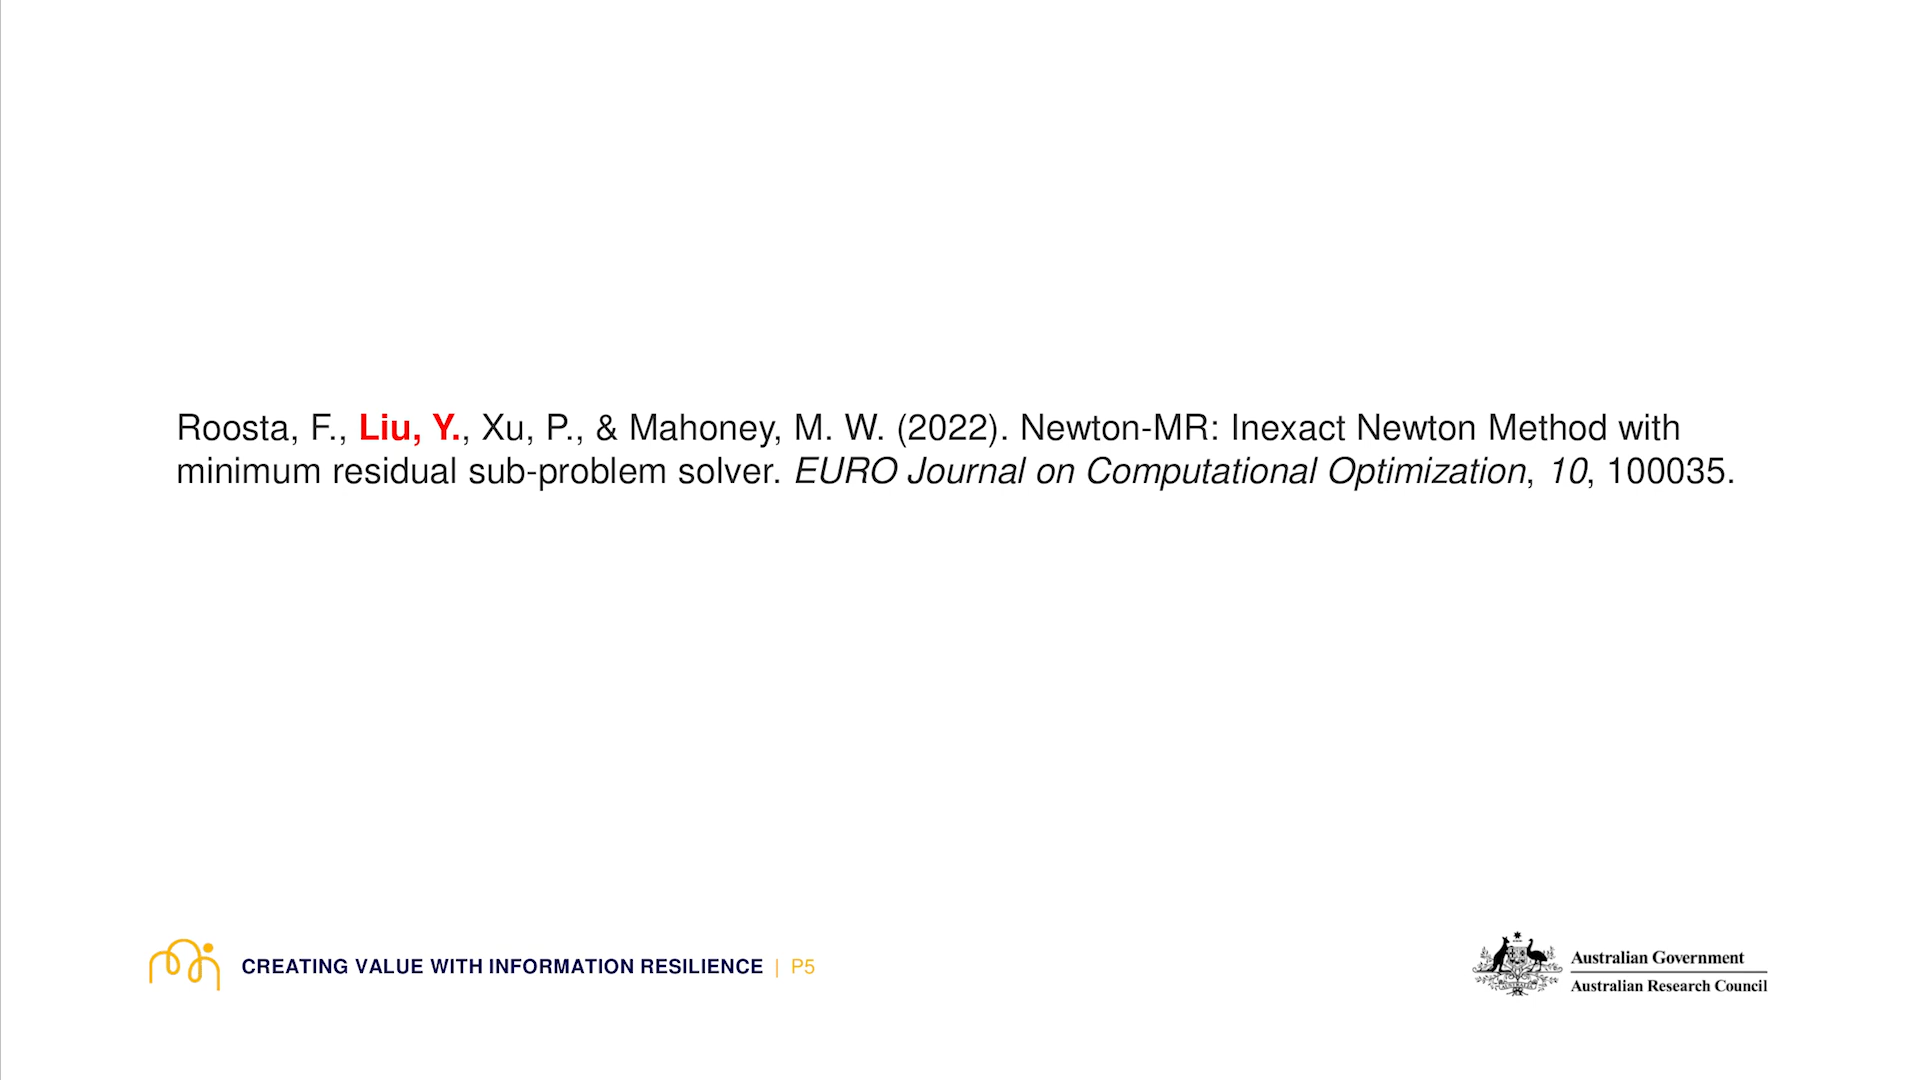 Roosta, F., Liu, Y., Xu, P., & Mahoney, M. W. (2022). Newton-MR: Inexact Newton Method with
minimum residual sub-problem solver. EURO Journal on Computational Optimization, 10, 100035.
CREATING VALUE WITH INFORMATION RESILIENCE | P5
Australian Government
Australian Research Council